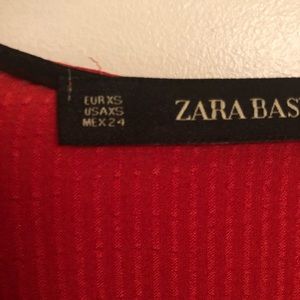 EUR XS
USA XS
MEX 24
ZARA BAS